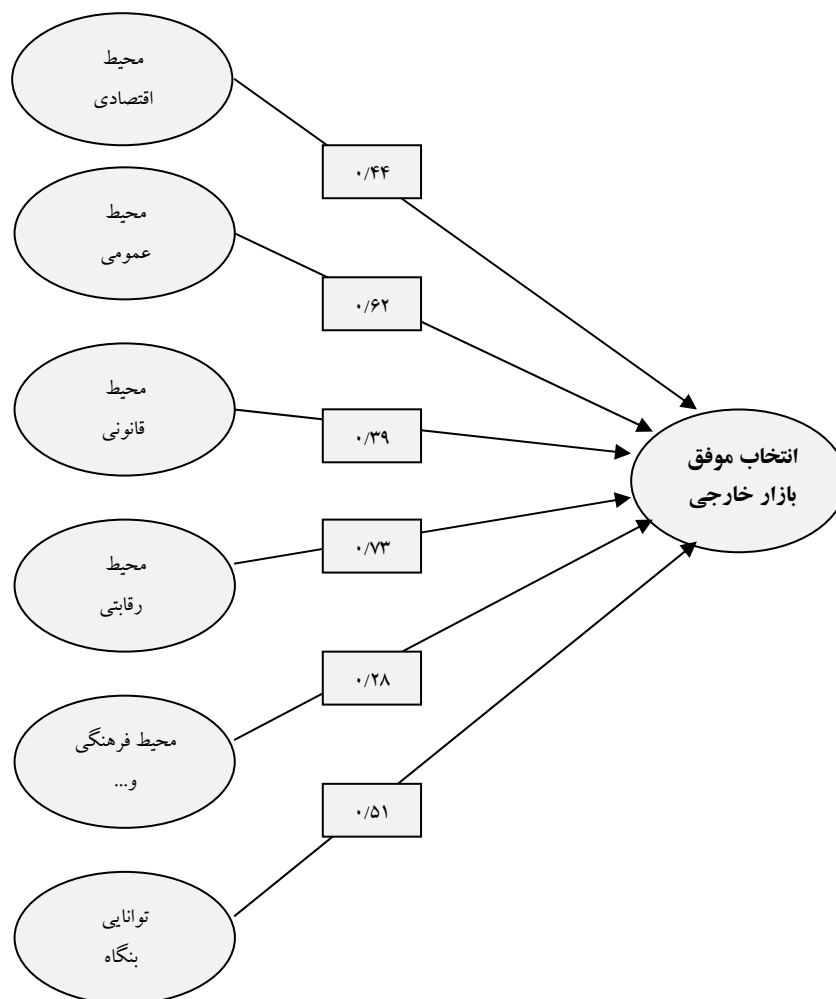 محیط
اقتصادی
۰/۴۴
محیط
عمومی
۰/۶۲
محیط
قانونی
۰/۳۹
انتخاب موفق
بازار خارجی
محیط
رقابتی
۰/۷۳
محیط فرهنگی
و...
۰/۲۸
توانایی
بنگاه
۰/۵۱